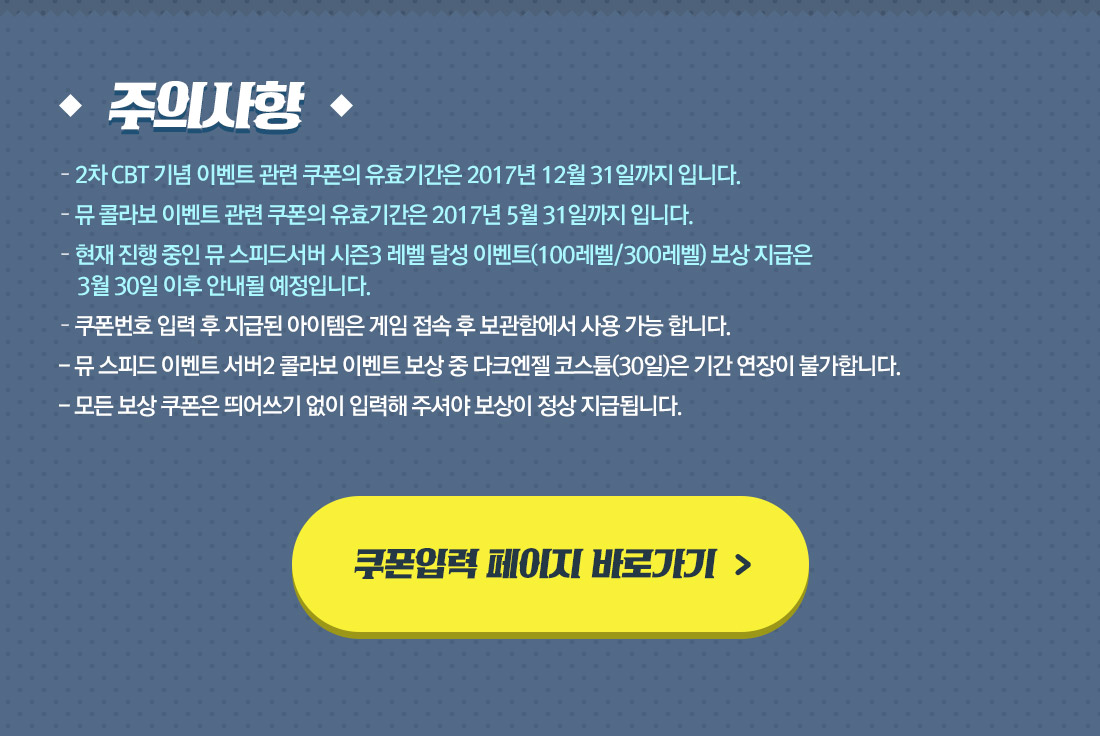 주의사항
- 2차 CBT 기념 이벤트 관련 쿠폰의 유효기간은 2017년 12월 31일까지 입니다.
- 뮤 콜라보 이벤트 관련 쿠폰의 유효기간은 2017년 5월 31일까지 입니다.
- 현재 진행 중인 뮤 스피드서버 시즌3 레벨 달성 이벤트(100레벨/300레벨) 보상 지급은
3월 30일 이후 안내될 예정입니다.
- 쿠폰번호 입력 후 지급된 아이템은 게임 접속 후 보관함에서 사용 가능 합니다.
- 뮤 스피드 이벤트 서버2 콜라보 이벤트 보상 중 다크엔젤 코스튬(30일)은 기간 연장이 불가합니다.
- 모든 보상 쿠폰은 띄어쓰기 없이 입력해 주셔야 보상이 정상 지급됩니다.
쿠폰입력 페이지 바로가기 >